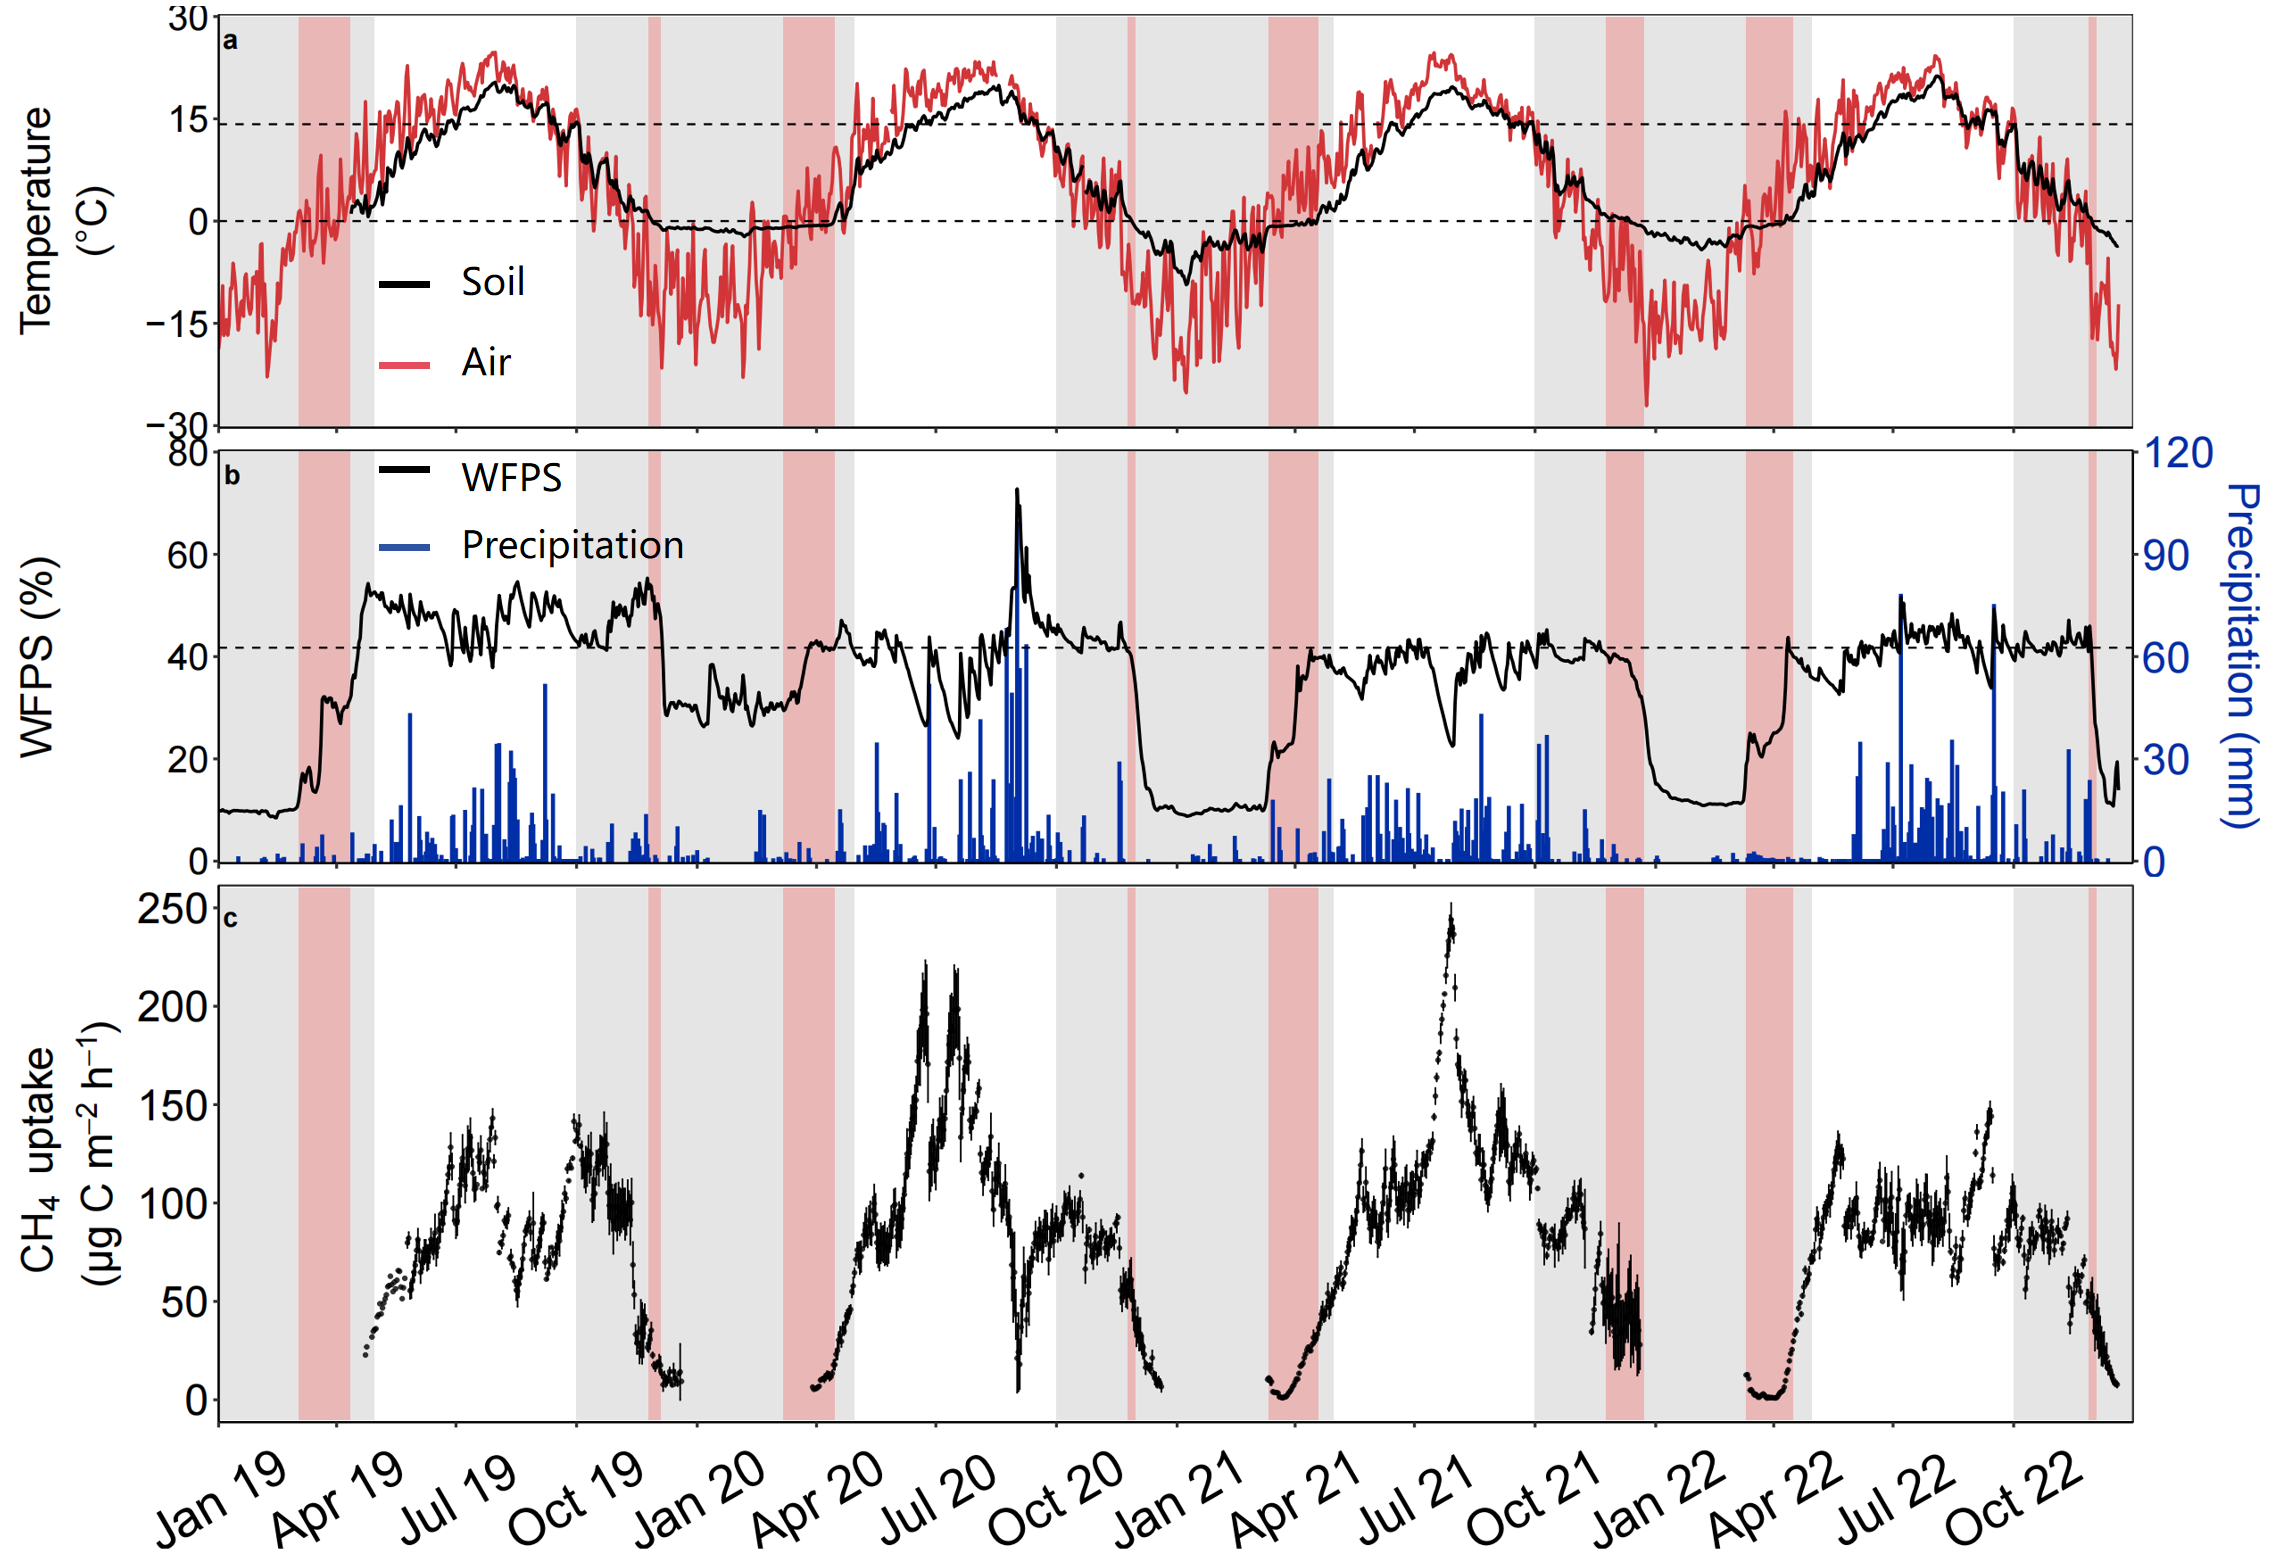 a
Temperature
(°C)
30
15
0
−15
−30
Soil
Air
b
WFPS (%)
80
60
40
20
0
WFPS
Precipitation
120
90
60
30
0
Precipitation (mm)
c
CH₄ uptake
(μg C m⁻² h⁻¹)
250
200
150
100
50
0
Jan 19
Apr 19
Jul 19
Oct 19
Jan 20
Apr 20
Jul 20
Oct 20
Jan 21
Apr 21
Jul 21
Oct 21
Jan 22
Apr 22
Jul 22
Oct 22